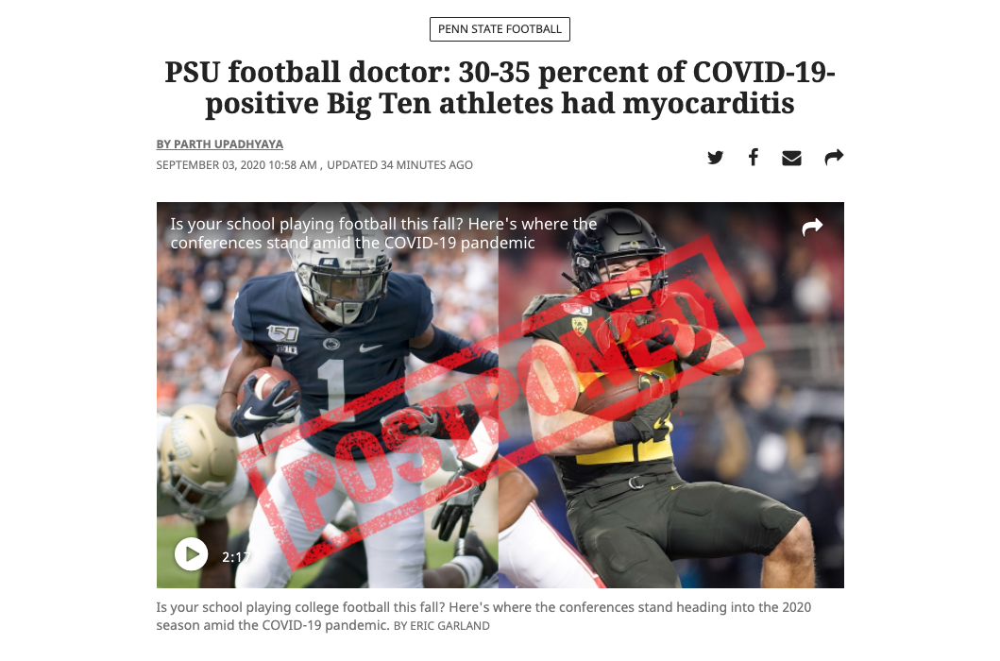 PENN STATE FOOTBALL
PSU football doctor: 30-35 percent of COVID-19-
positive Big Ten athletes had myocarditis
BY PARTH UPADHYAYA
SEPTEMBER 03, 2020 10:58 AM , UPDATED 34 MINUTES AGO
Is your school playing football this fall? Here's where the
conferences stand amid the COVID-19 pandemic
150
B1G
1
150
POSTPONED
2:17
Is your school playing college football this fall? Here's where the conferences stand heading into the 2020
season amid the COVID-19 pandemic. BY ERIC GARLAND